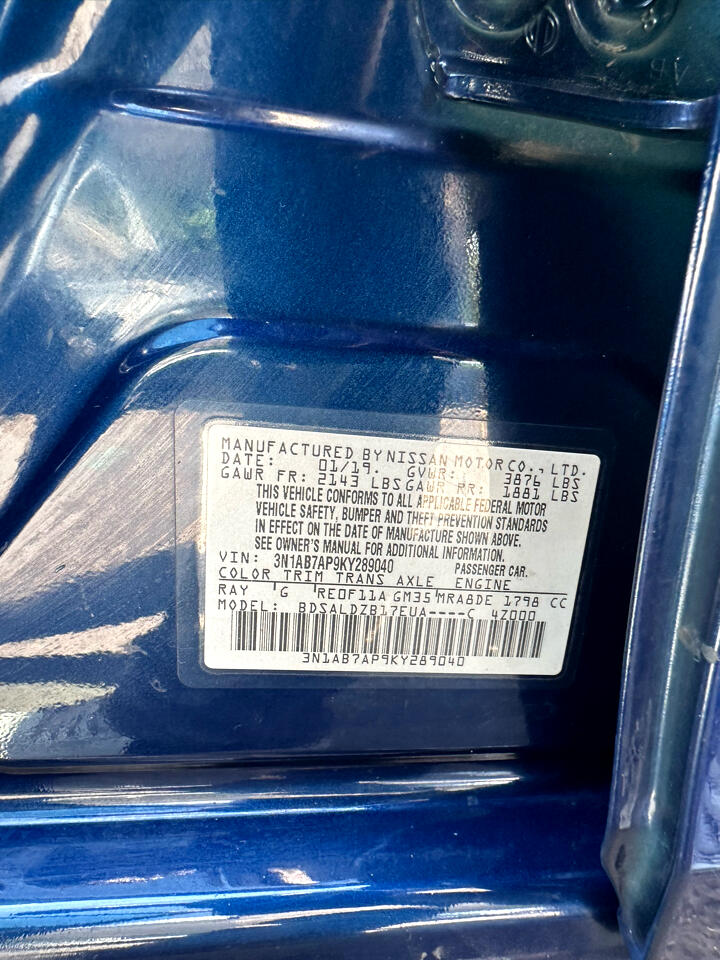 AB
MANUFACTURED BY NISSAN MOTOR CO., LTD.
DATE: 01/19. GVWR: 3876 LBS
GAWR FR: 2143 LBS GAWR RR: 1881 LBS
THIS VEHICLE CONFORMS TO ALL APPLICABLE FEDERAL MOTOR
VEHICLE SAFETY, BUMPER AND THEFT PREVENTION STANDARDS
IN EFFECT ON THE DATE OF MANUFACTURE SHOWN ABOVE.
SEE OWNER'S MANUAL FOR ADDITIONAL INFORMATION.
VIN: 3N1AB7AP9KY289040 PASSENGER CAR.
COLOR TRIM TRANS AXLE ENGINE
RAY G RE0F11A GM35 MRA8DE 1798 CC
MODEL: BDSALDZB17EUA----C 4Z000
3N1AB7AP9KY289040